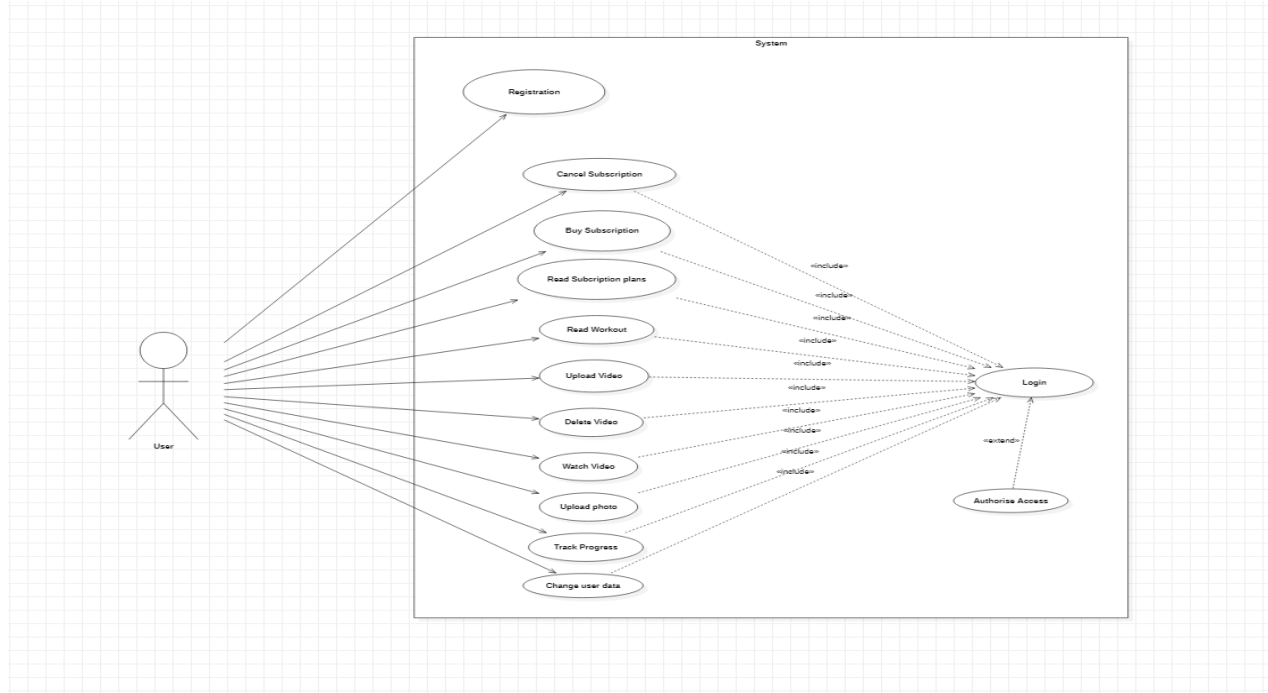 System
Registration
Cancel Subscription
Buy Subscription
Read Subcription plans
Read Workout
Upload Video
Delete Video
Watch Video
Upload photo
Track Progress
Change user data
«include»
«include»
«include»
«include»
«include»
«include»
«include»
«include»
«include»
«include»
Login
«extend»
Authorise Access
User